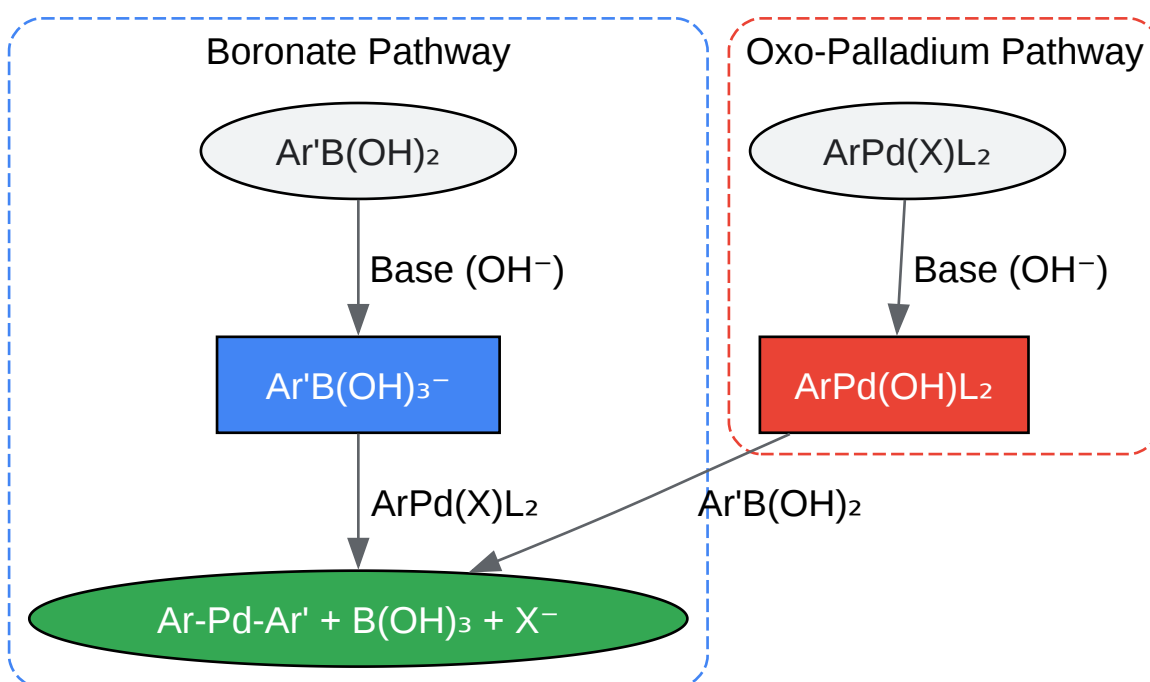 Boronate Pathway
Oxo-Palladium Pathway
Ar'B(OH)₂
ArPd(X)L₂
Base (OH⁻)
Base (OH⁻)
Ar'B(OH)₃⁻
ArPd(OH)L₂
ArPd(X)L₂
Ar'B(OH)₂
Ar-Pd-Ar' + B(OH)₃ + X⁻